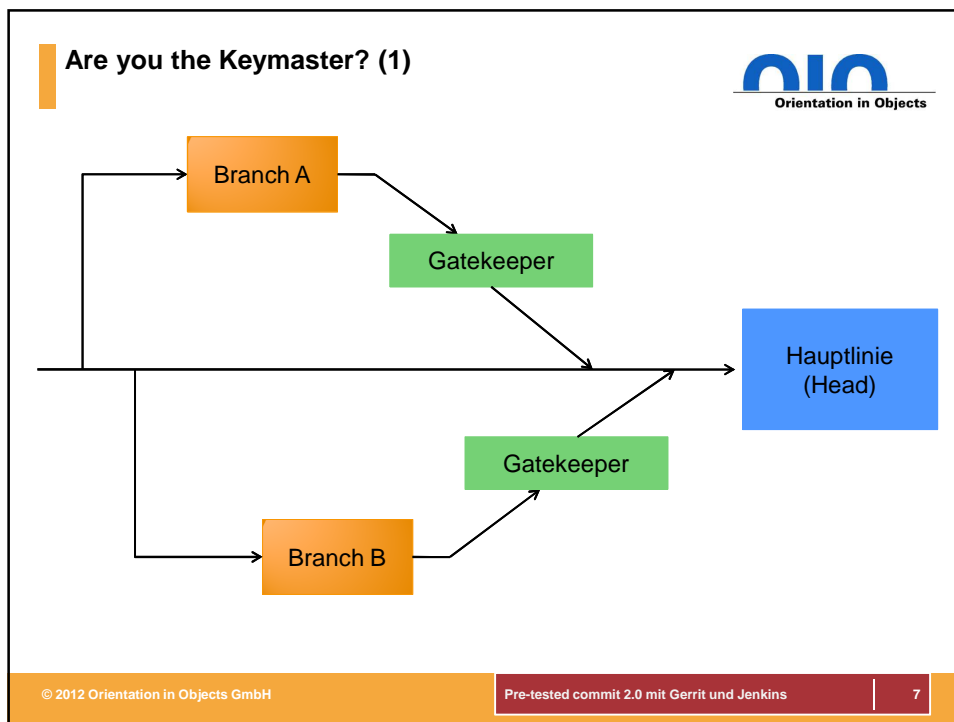 Are you the Keymaster? (1)
OIO
Orientation in Objects
Branch A
Gatekeeper
Hauptlinie
(Head)
Gatekeeper
Branch B
© 2012 Orientation in Objects GmbH
Pre-tested commit 2.0 mit Gerrit und Jenkins
7